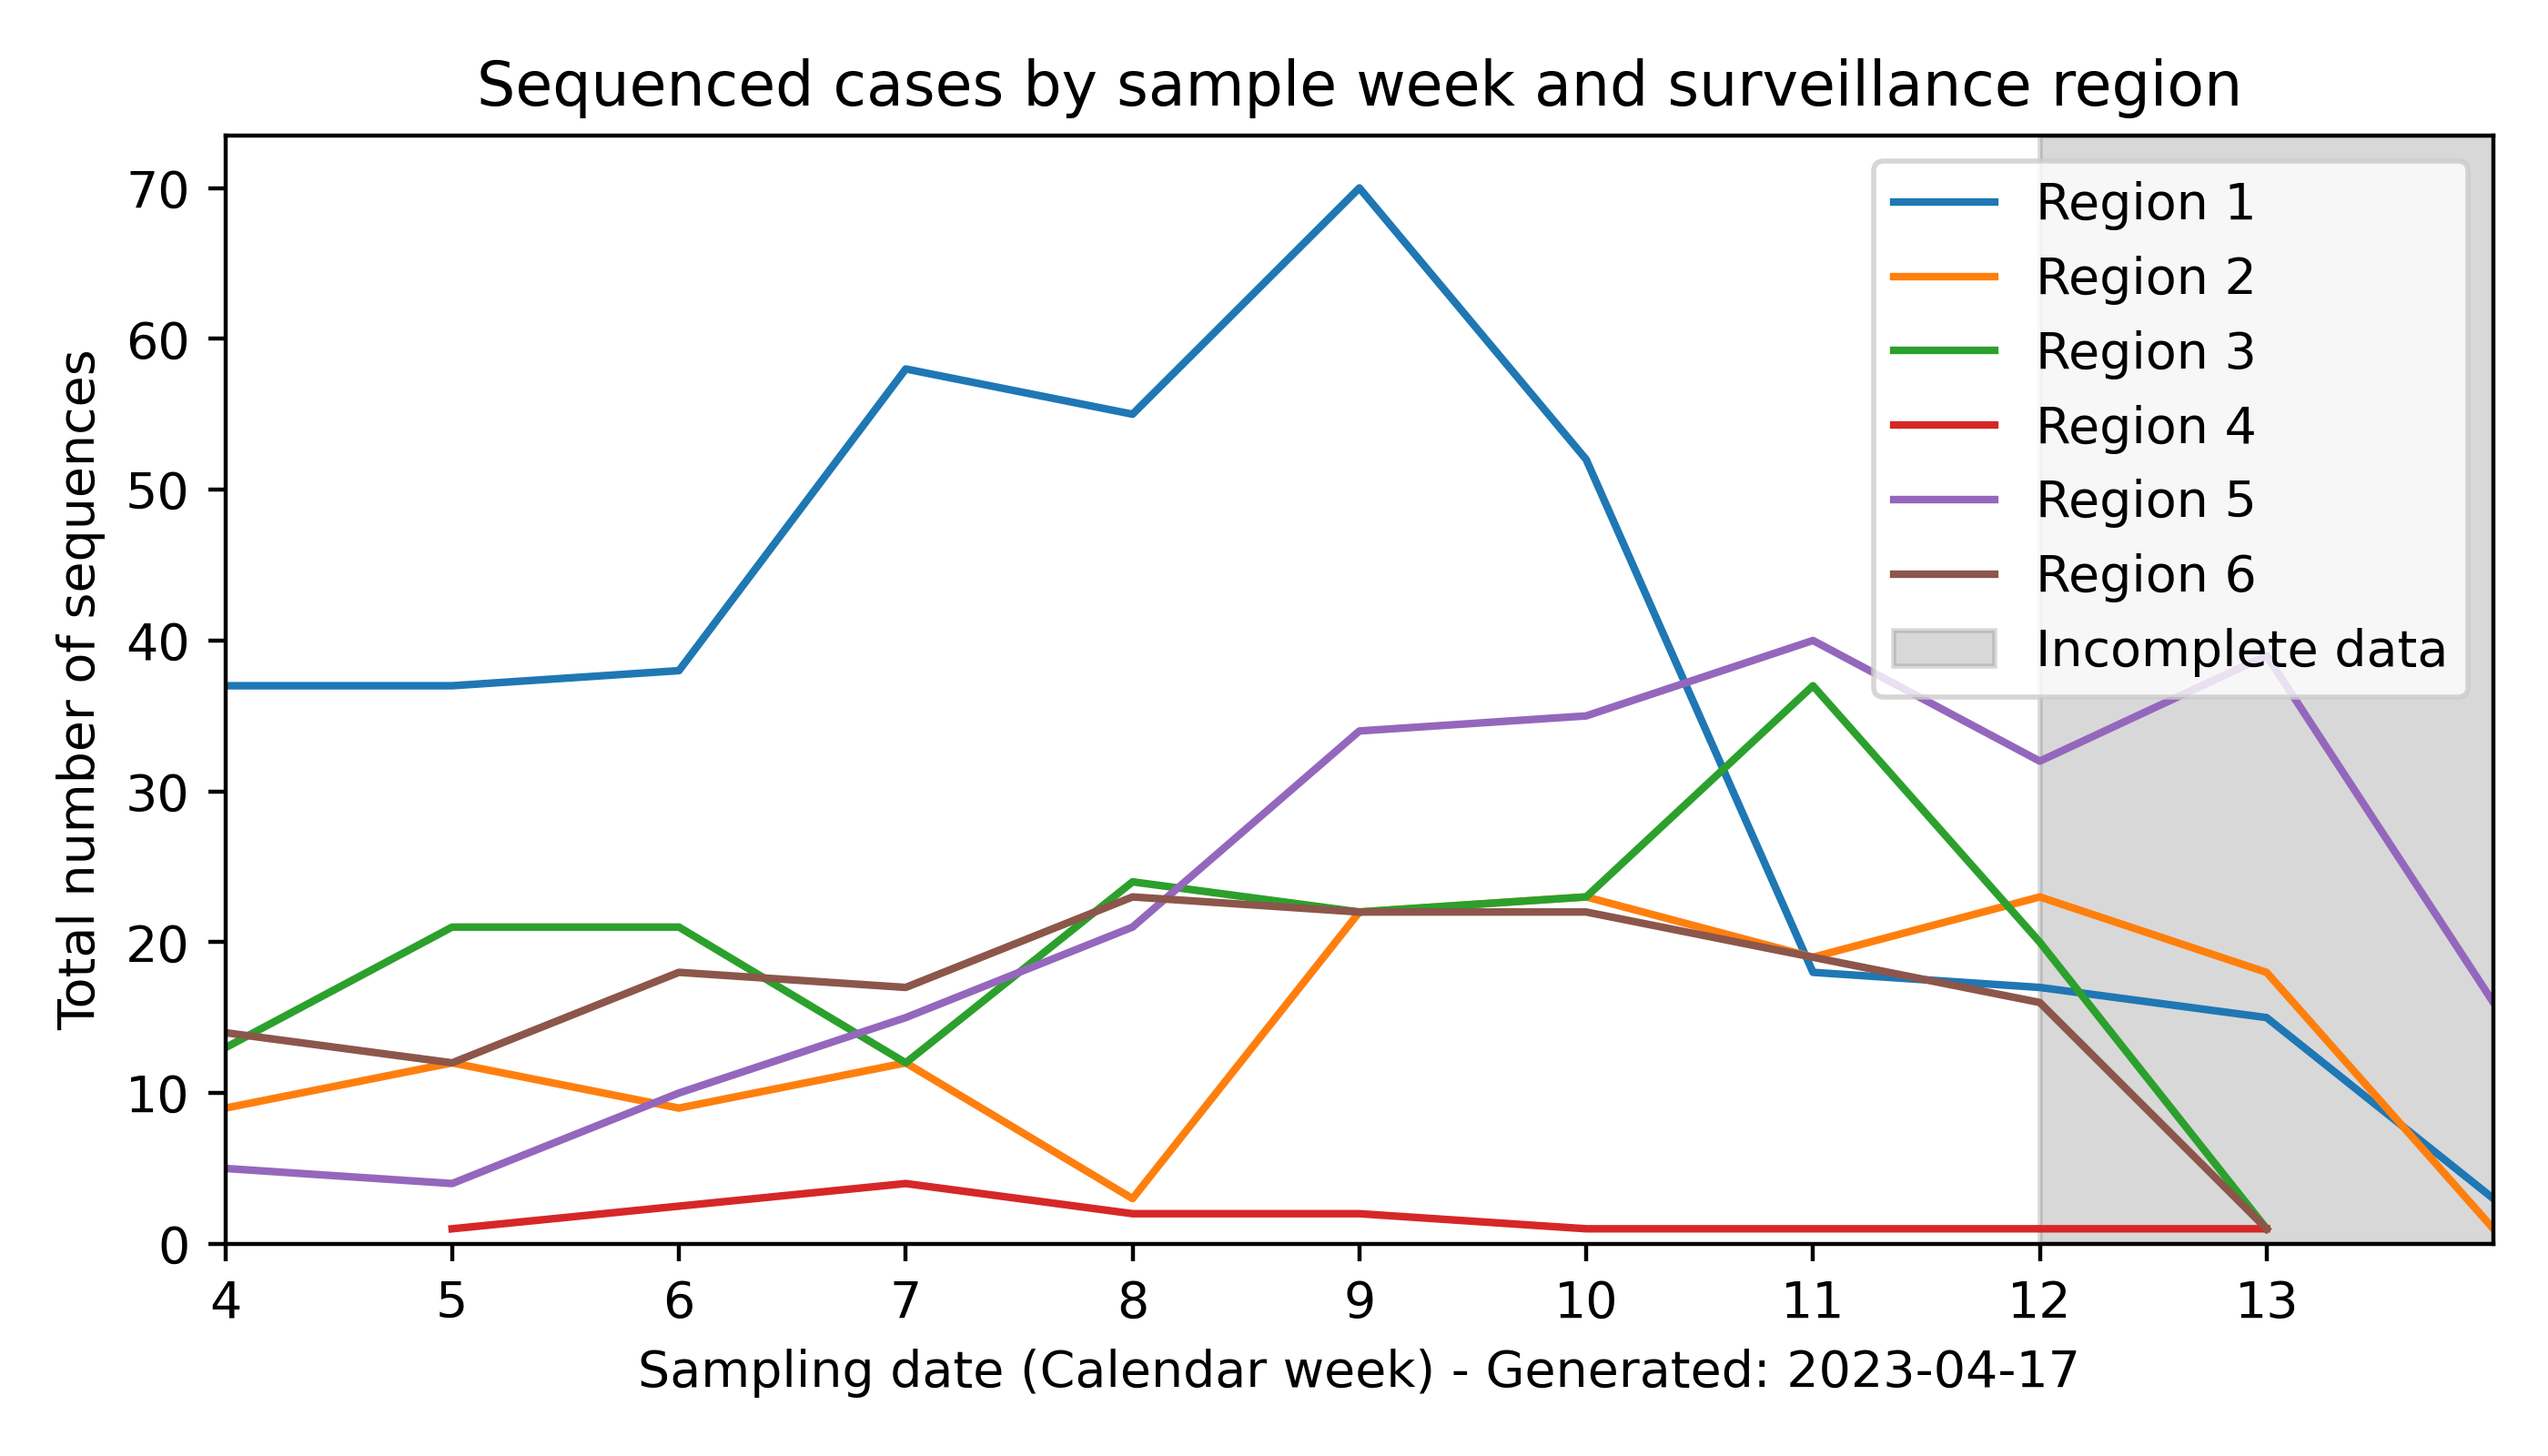 Sequenced cases by sample week and surveillance region
Total number of sequences
70
60
50
40
30
20
10
0
Region 1
Region 2
Region 3
Region 4
Region 5
Region 6
Incomplete data
4 5 6 7 8 9 10 11 12 13
Sampling date (Calendar week) - Generated: 2023-04-17